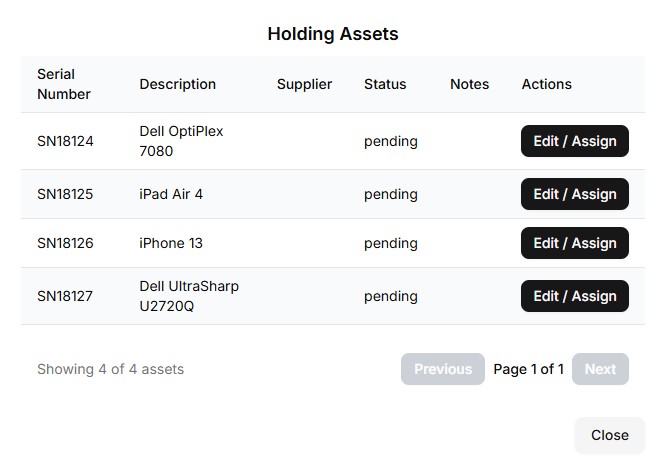 Holding Assets
Serial Number Description Supplier Status Notes Actions
SN18124 Dell OptiPlex 7080 pending Edit / Assign
SN18125 iPad Air 4 pending Edit / Assign
SN18126 iPhone 13 pending Edit / Assign
SN18127 Dell UltraSharp U2720Q pending Edit / Assign
Showing 4 of 4 assets Previous Page 1 of 1 Next
Close